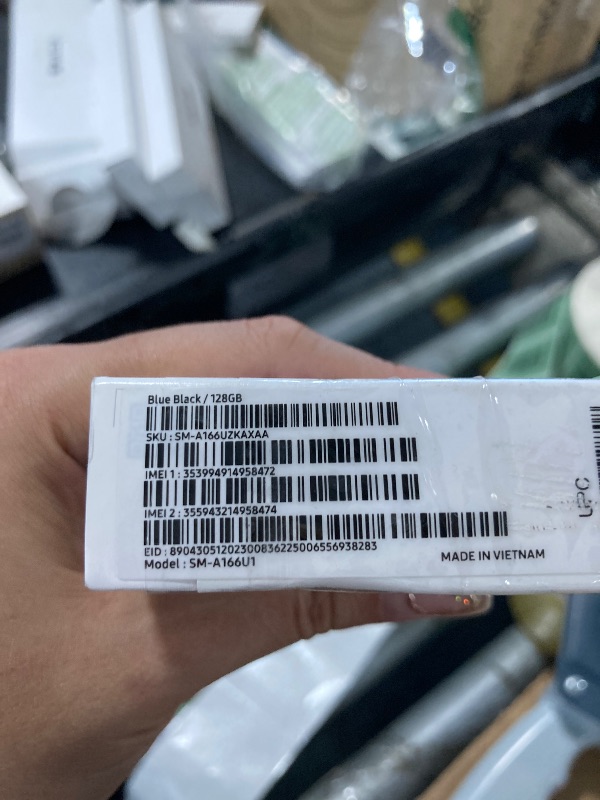 Blue Black / 128GB
SKU : SM-A166UZKAXAA
IMEI 1 : 353994914958472
IMEI 2 : 355943214958474
EID : 89043051202300836225006556938283
Model : SM-A166U1
MADE IN VIETNAM
UPC